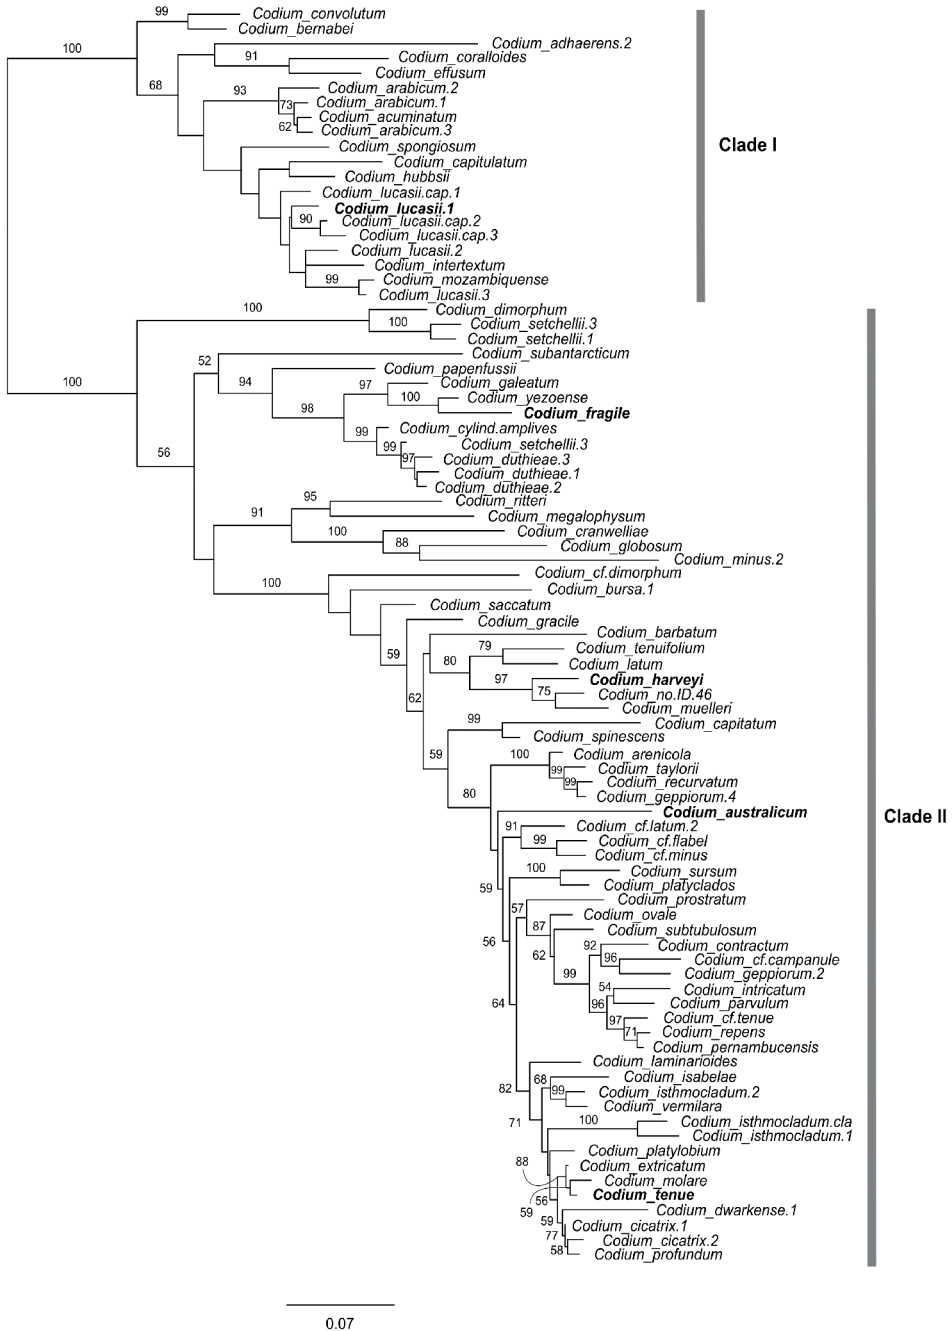 99
Codium_convolutum
Codium_bernabei
100
Codium_adhaerens.2
91
Codium_coralloides
Codium_effusum
68
93
Codium_arabicum.2
73
Codium_arabicum.1
Codium_acuminatum
62
Codium_arabicum.3
Clade I
Codium_spongiosum
Codium_capitulatum
Codium_hubbsii
Codium_lucasii.cap.1
Codium_lucasii.1
90
Codium_lucasii.cap.2
Codium_lucasii.cap.3
Codium_lucasii.2
Codium_intertextum
99
Codium_mozambiquense
Codium_lucasii.3
100
Codium_dimorphum
100
Codium_setchellii.3
Codium_setchellii.1
52
Codium_subantarcticum
100
94
Codium_papenfussii
97
Codium_galeatum
100
Codium_yezoense
98
Codium_fragile
99
Codium_cylind.amplives
99
Codium_setchellii.3
56
97
Codium_duthieae.3
Codium_duthieae.1
Codium_duthieae.2
95
Codium_ritteri
91
Codium_megalophysum
100
Codium_cranwelliae
88
Codium_globosum
Codium_minus.2
100
Codium_cf.dimorphum
Codium_bursa.1
Codium_saccatum
Codium_gracile
59
Codium_barbatum
79
Codium_tenuifolium
80
Codium_latum
97
Codium_harveyi
75
Codium_no.ID.46
62
Codium_muelleri
99
Codium_capitatum
Codium_spinescens
59
100
Codium_arenicola
99
Codium_taylorii
99
Codium_recurvatum
80
Codium_geppiorum.4
Codium_australicum
Clade II
91
Codium_cf.latum.2
99
Codium_cf.flabel
Codium_cf.minus
100
Codium_sursum
59
Codium_platyclados
57
Codium_prostratum
87
Codium_ovale
56
Codium_subtubulosum
62
92
Codium_contractum
96
Codium_cf.campanule
99
Codium_geppiorum.2
54
Codium_intricatum
64
96
Codium_parvulum
97
Codium_cf.tenue
71
Codium_repens
Codium_pernambucensis
Codium_laminarioides
82
68
Codium_isabelae
99
Codium_isthmocladum.2
Codium_vermilara
71
100
Codium_isthmocladum.cla
Codium_isthmocladum.1
Codium_platylobium
88
Codium_extricatum
Codium_molare
56
Codium_tenue
59
Codium_dwarkense.1
59
Codium_cicatrix.1
77
Codium_cicatrix.2
58
Codium_profundum
0.07